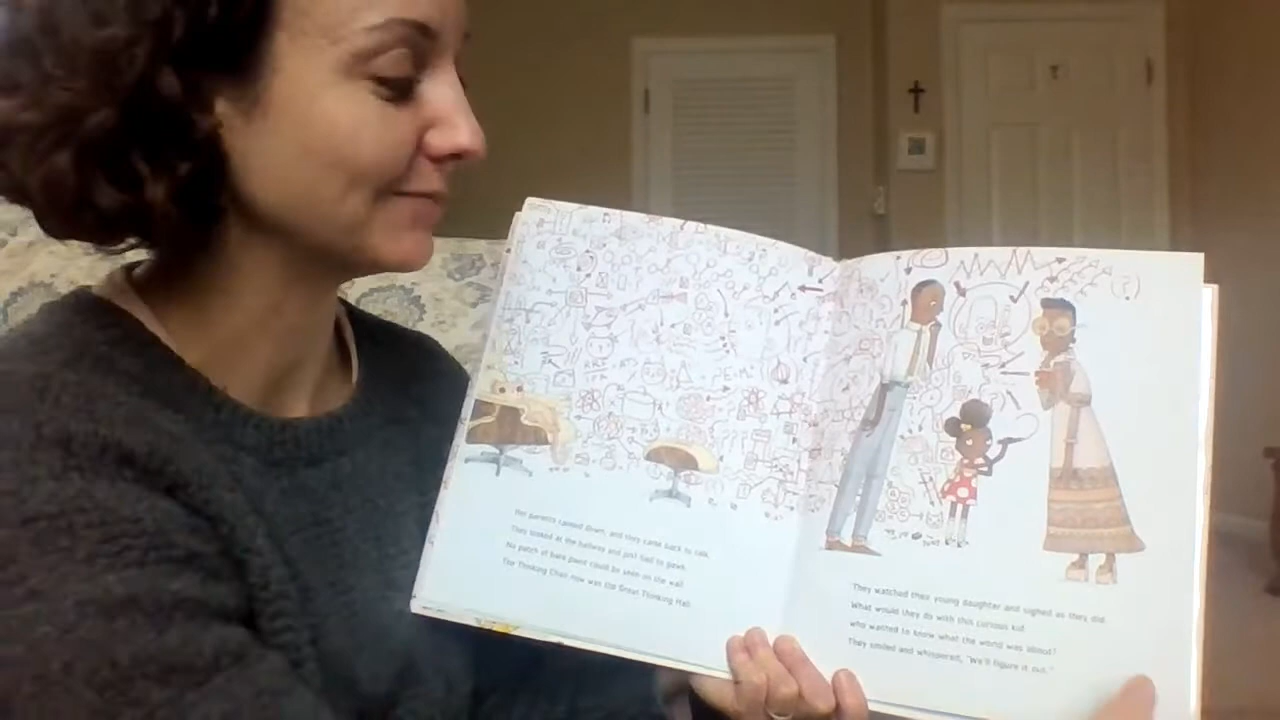 Her parents calmed down, and they came back to talk.
They looked at the hallway and just had to gawk.
No patch of bare paint could be seen on the wall.
The Thinking Chair now was the Great Thinking Hall.
They watched their young daughter and sighed as they did.
What would they do with this curious kid
who wanted to know what the world was about?
They smiled and whispered, "We'll figure it out."